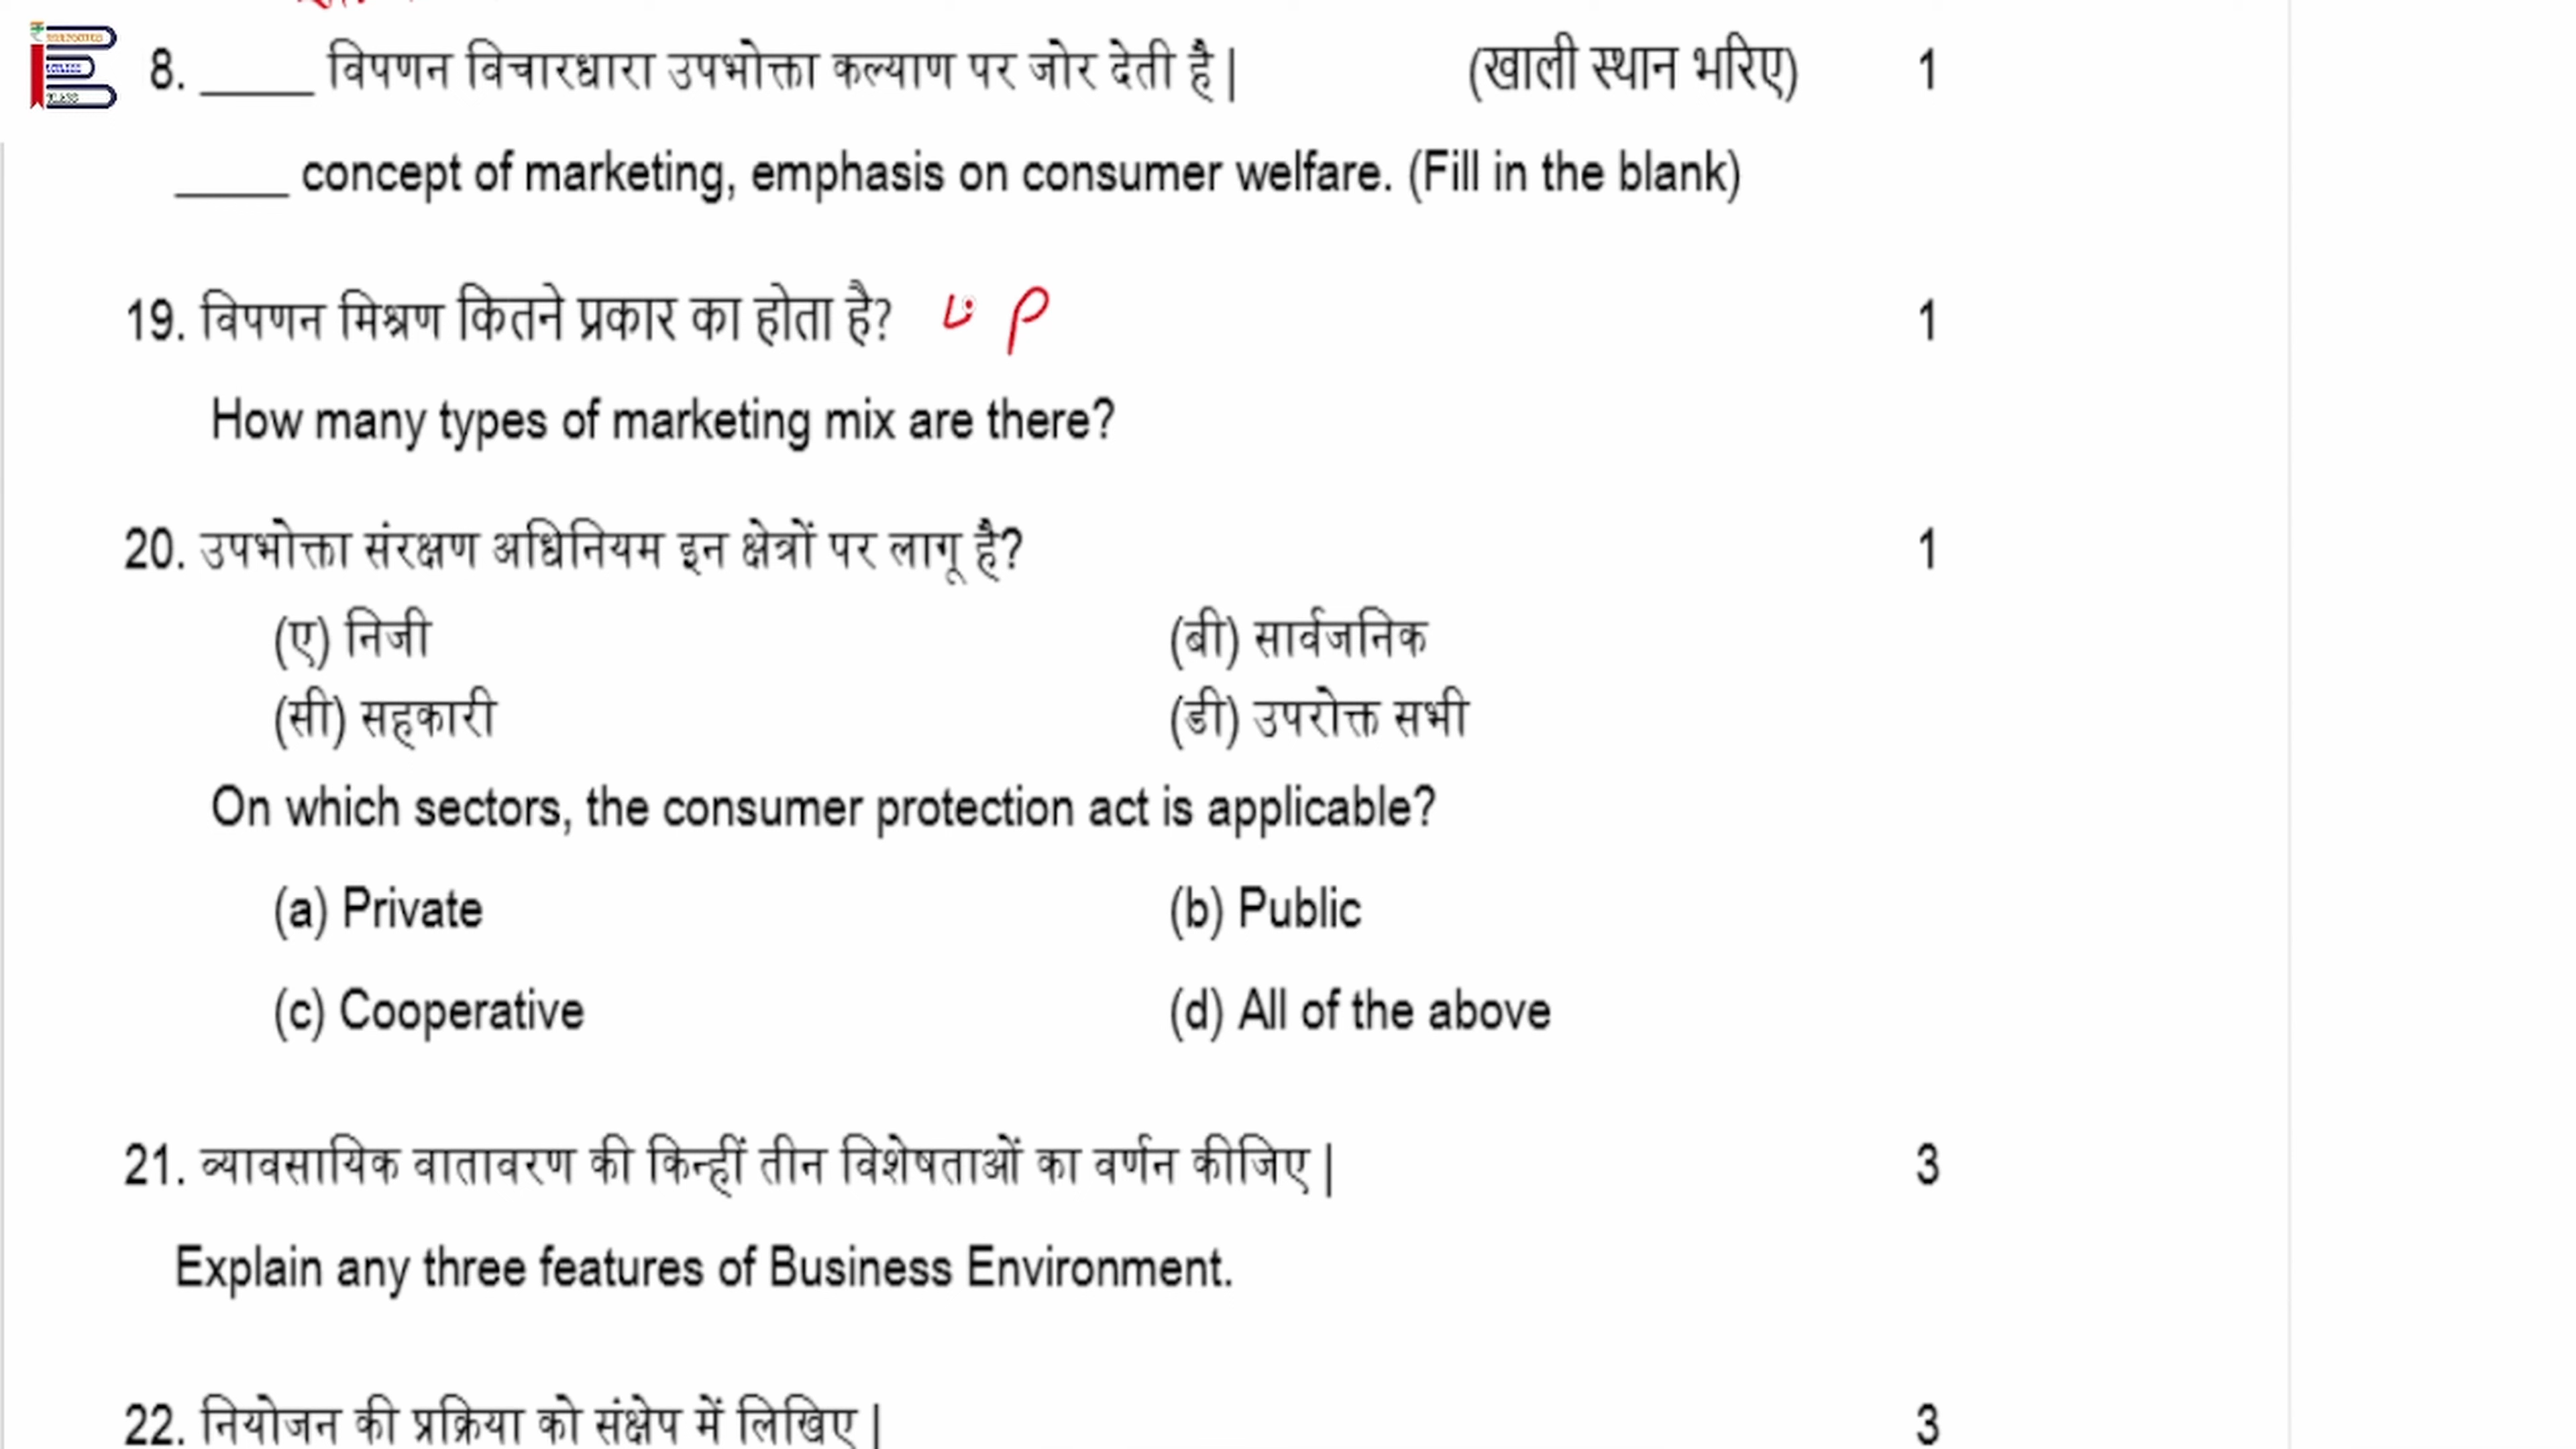 8. _____ विपणन विचारधारा उपभोक्ता कल्याण पर जोर देती है | (खाली स्थान भरिए) 1
_____ concept of marketing, emphasis on consumer welfare. (Fill in the blank)
19. विपणन मिश्रण कितने प्रकार का होता है? P 1
How many types of marketing mix are there?
20. उपभोक्ता संरक्षण अधिनियम इन क्षेत्रों पर लागू है? 1
(ए) निजी (बी) सार्वजनिक
(सी) सहकारी (डी) उपरोक्त सभी
On which sectors, the consumer protection act is applicable?
(a) Private (b) Public
(c) Cooperative (d) All of the above
21. व्यावसायिक वातावरण की किन्हीं तीन विशेषताओं का वर्णन कीजिए | 3
Explain any three features of Business Environment.
22. नियोजन की प्रक्रिया को संक्षेप में लिखिए | 3